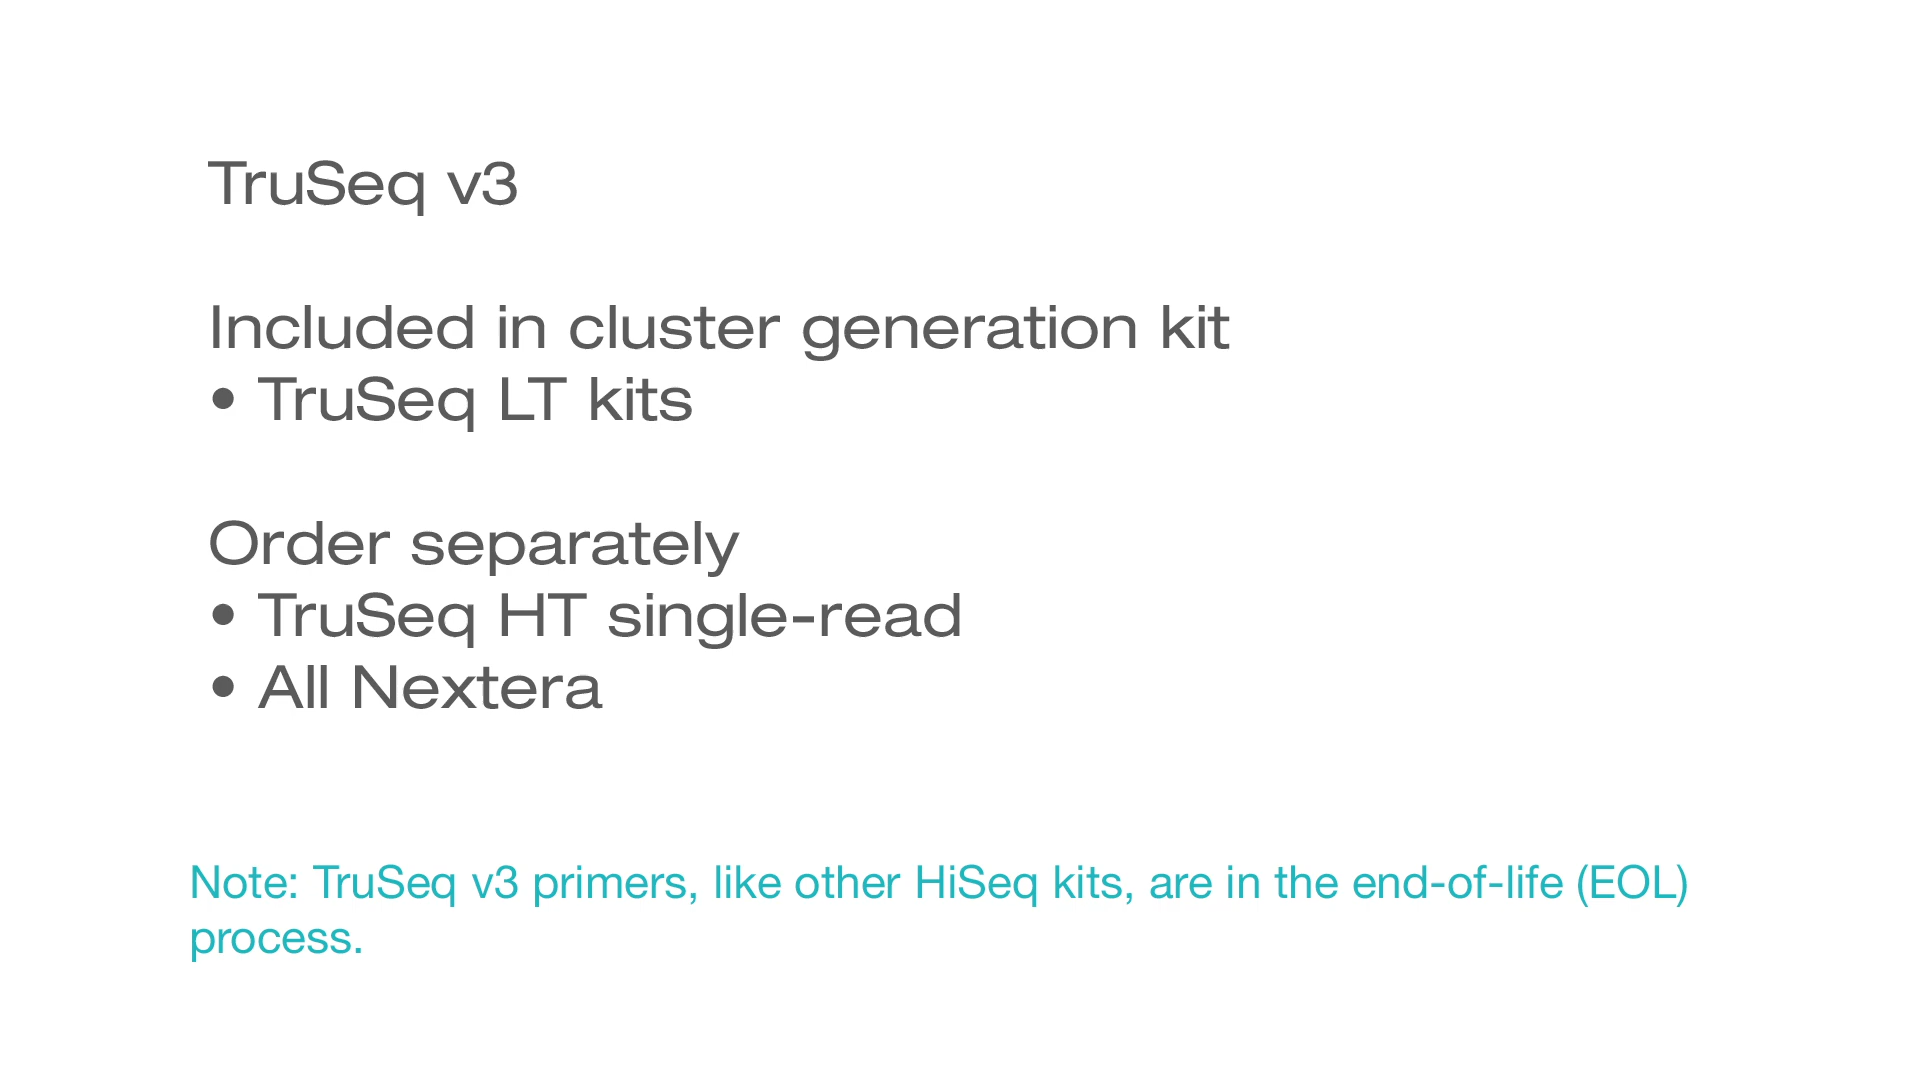 TruSeq v3
Included in cluster generation kit
• TruSeq LT kits
Order separately
• TruSeq HT single-read
• All Nextera
Note: TruSeq v3 primers, like other HiSeq kits, are in the end-of-life (EOL)
process.